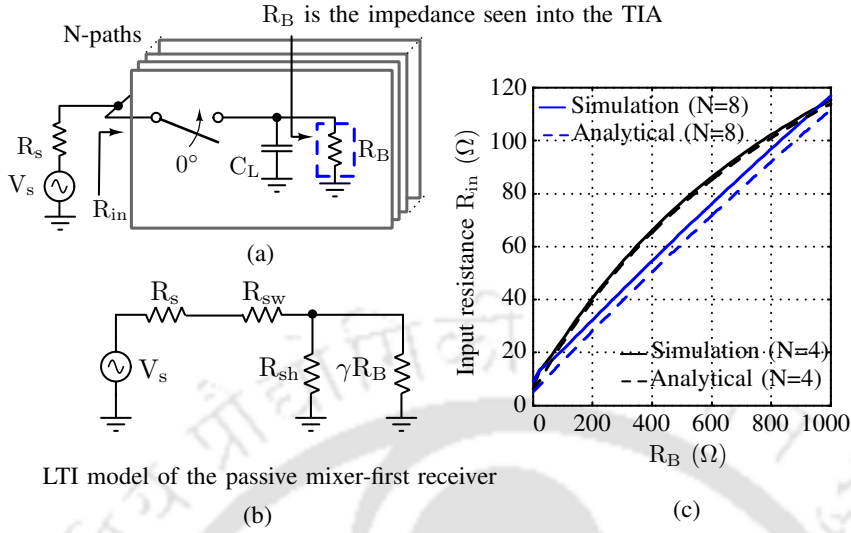 R_B is the impedance seen into the TIA
N-paths
R_s
V_s
R_in
0°
C_L
R_B
(a)
R_s
R_sw
V_s
R_sh
γR_B
LTI model of the passive mixer-first receiver
(b)
Input resistance R_in (Ω)
120
100
80
60
40
20
0
Simulation (N=8)
Analytical (N=8)
Simulation (N=4)
Analytical (N=4)
0 200 400 600 800 1000
R_B (Ω)
(c)